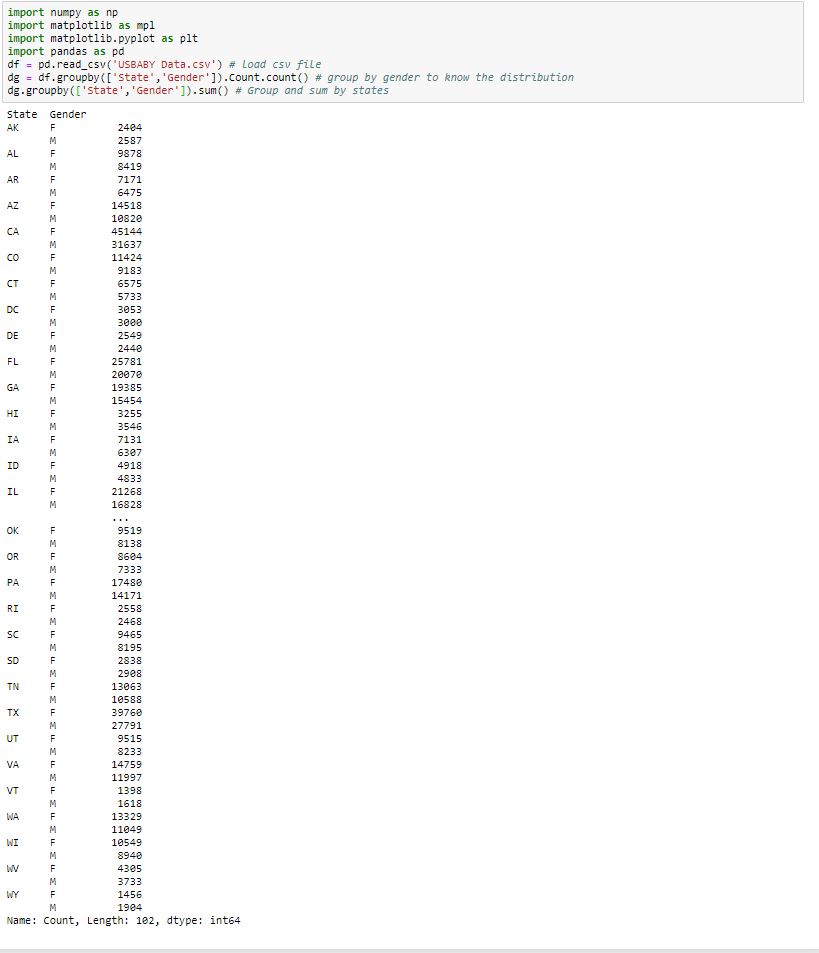 import numpy as np
import matplotlib as mpl
import matplotlib.pyplot as plt
import pandas as pd
df = pd.read_csv('USBABY Data.csv') # Load csv file
dg = df.groupby(['State','Gender']).Count.count() # group by gender to know the distribution
dg.groupby(['State','Gender']).sum() # Group and sum by states
State Gender
AK F 2404
M 2587
AL F 9878
M 8419
AR F 7171
M 6475
AZ F 14518
M 10820
CA F 45144
M 31637
CO F 11424
M 9183
CT F 6575
M 5733
DC F 3053
M 3000
DE F 2549
M 2440
FL F 25781
M 20070
GA F 19385
M 15454
HI F 3255
M 3546
IA F 7131
M 6307
ID F 4918
M 4833
IL F 21268
M 16828
...
OK F 9519
M 8138
OR F 8604
M 7333
PA F 17480
M 14171
RI F 2558
M 2468
SC F 9465
M 8195
SD F 2838
M 2908
TN F 13063
M 10588
TX F 39760
M 27791
UT F 9515
M 8233
VA F 14759
M 11997
VT F 1398
M 1618
WA F 13329
M 11049
WI F 10549
M 8940
WV F 4305
M 3733
WY F 1456
M 1904
Name: Count, Length: 102, dtype: int64